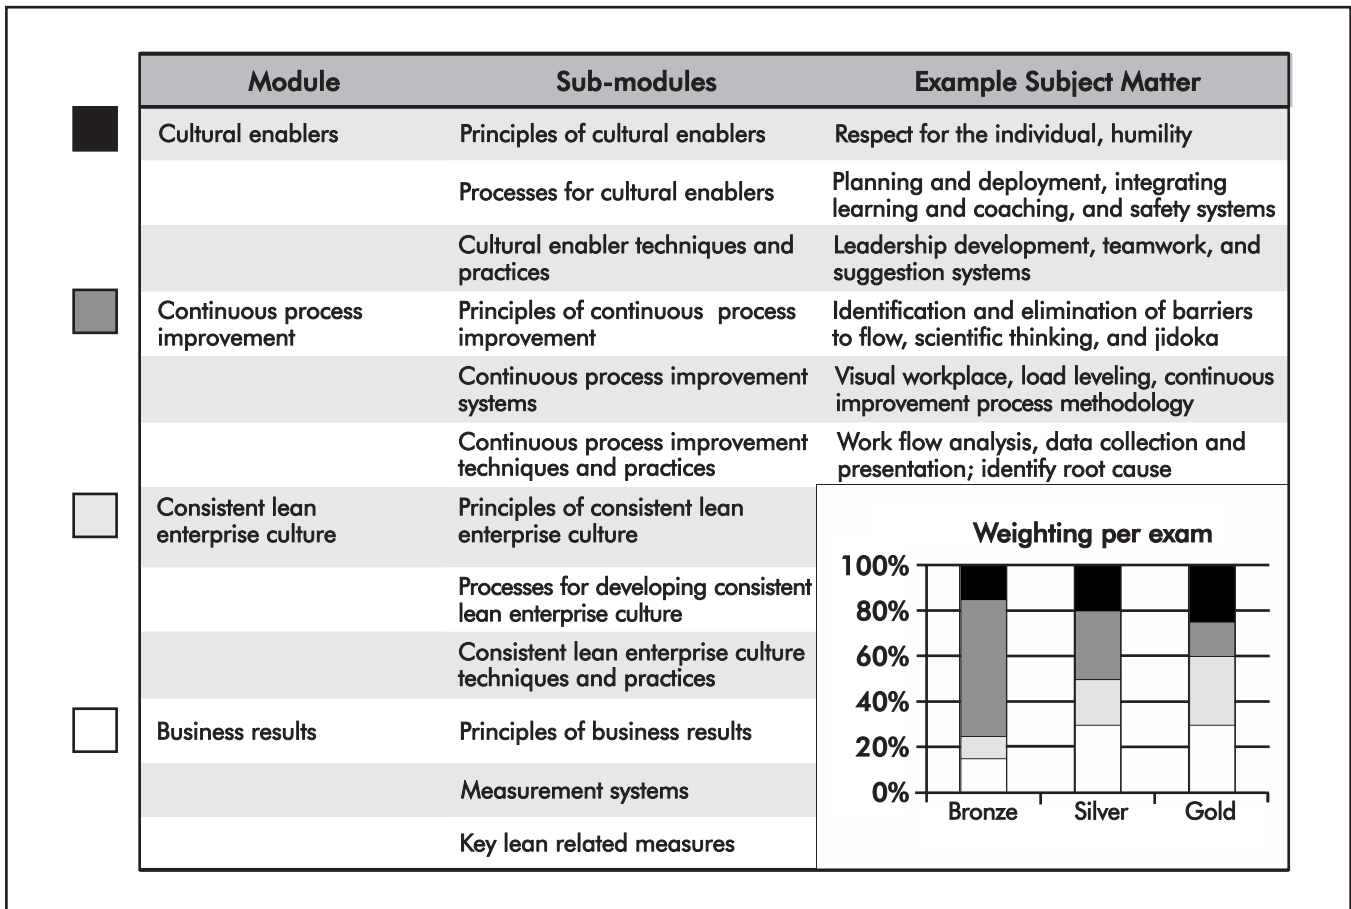 Module Sub-modules Example Subject Matter
Cultural enablers Principles of cultural enablers Respect for the individual, humility
Processes for cultural enablers Planning and deployment, integrating
learning and coaching, and safety systems
Cultural enabler techniques and Leadership development, teamwork, and
practices suggestion systems
Continuous process Principles of continuous process Identification and elimination of barriers
improvement improvement to flow, scientific thinking, and jidoka
Continuous process improvement Visual workplace, load leveling, continuous
systems improvement process methodology
Continuous process improvement Work flow analysis, data collection and
techniques and practices presentation; identify root cause
Consistent lean Principles of consistent lean
enterprise culture enterprise culture
Processes for developing consistent
lean enterprise culture
Consistent lean enterprise culture
techniques and practices
Business results Principles of business results
Measurement systems
Key lean related measures
Weighting per exam
100%
80%
60%
40%
20%
0%
Bronze Silver Gold